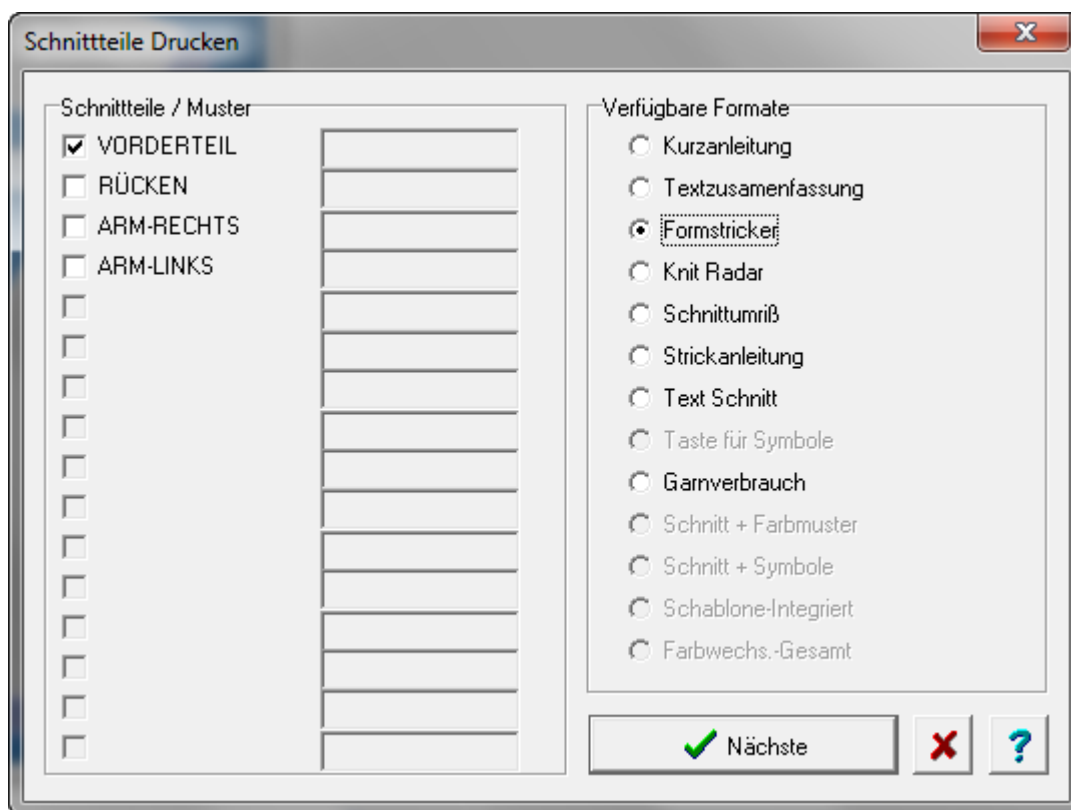 Schnittteile Drucken
Schnittteile / Muster
VORDERTEIL
RÜCKEN
ARM-RECHTS
ARM-LINKS
Verfügbare Formate
Kurzanleitung
Textzusamenfassung
Formstricker
Knit Radar
Schnittumriß
Strickanleitung
Text Schnitt
Taste für Symbole
Garnverbrauch
Schnitt + Farbmuster
Schnitt + Symbole
Schablone-Integriert
Farbwechs.-Gesamt
Nächste